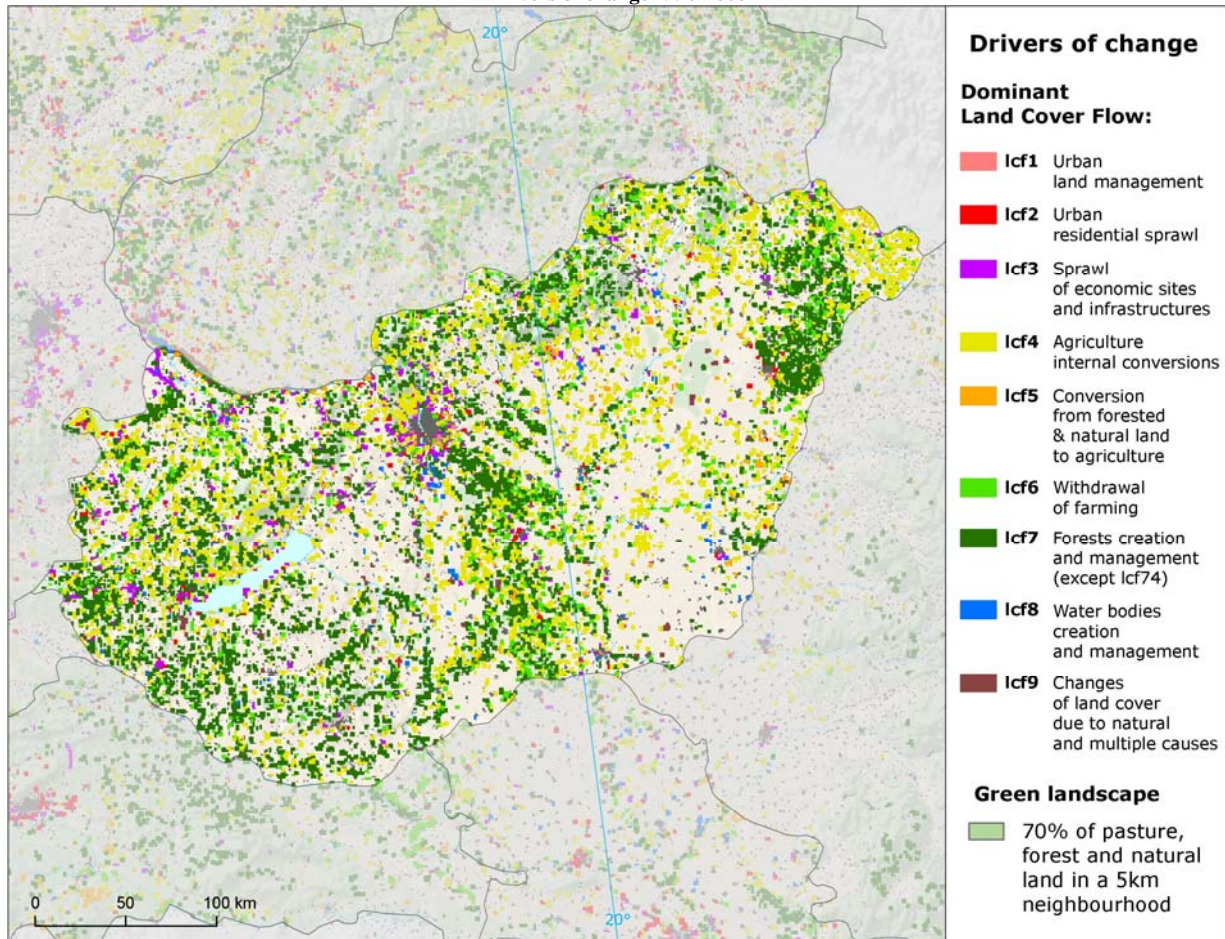 20°
Drivers of change
Dominant
Land Cover Flow:
lcf1 Urban
land management
lcf2 Urban
residential sprawl
lcf3 Sprawl
of economic sites
and infrastructures
lcf4 Agriculture
internal conversions
lcf5 Conversion
from forested
& natural land
to agriculture
lcf6 Withdrawal
of farming
lcf7 Forests creation
and management
(except lcf74)
lcf8 Water bodies
creation
and management
lcf9 Changes
of land cover
due to natural
and multiple causes
Green landscape
70% of pasture,
forest and natural
land in a 5km
neighbourhood
0 50 100 km
20°